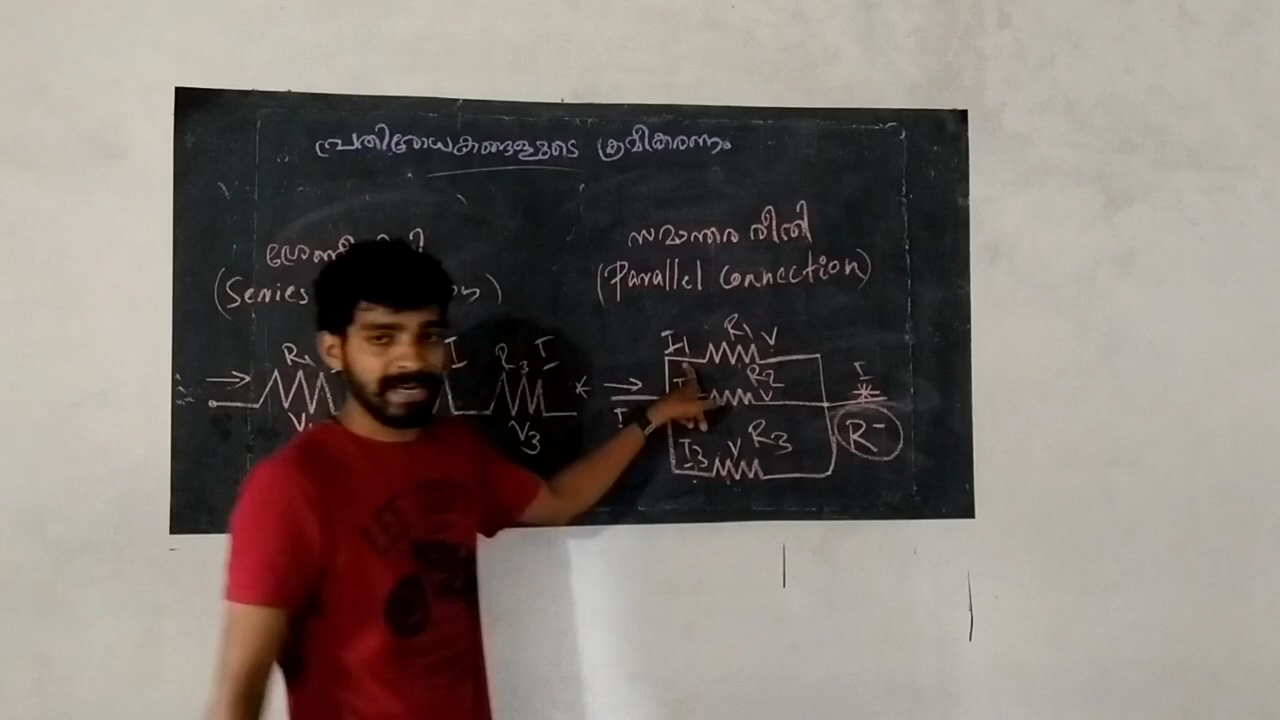 പ്രതിരോധകങ്ങളുടെ ക്രമീകരണം
(Series
R1 I R3 I
V3
സമാന്തര രീതി
(Parallel Connection)
R1 V
I1
R2
V
I
I
I3 V R3
R